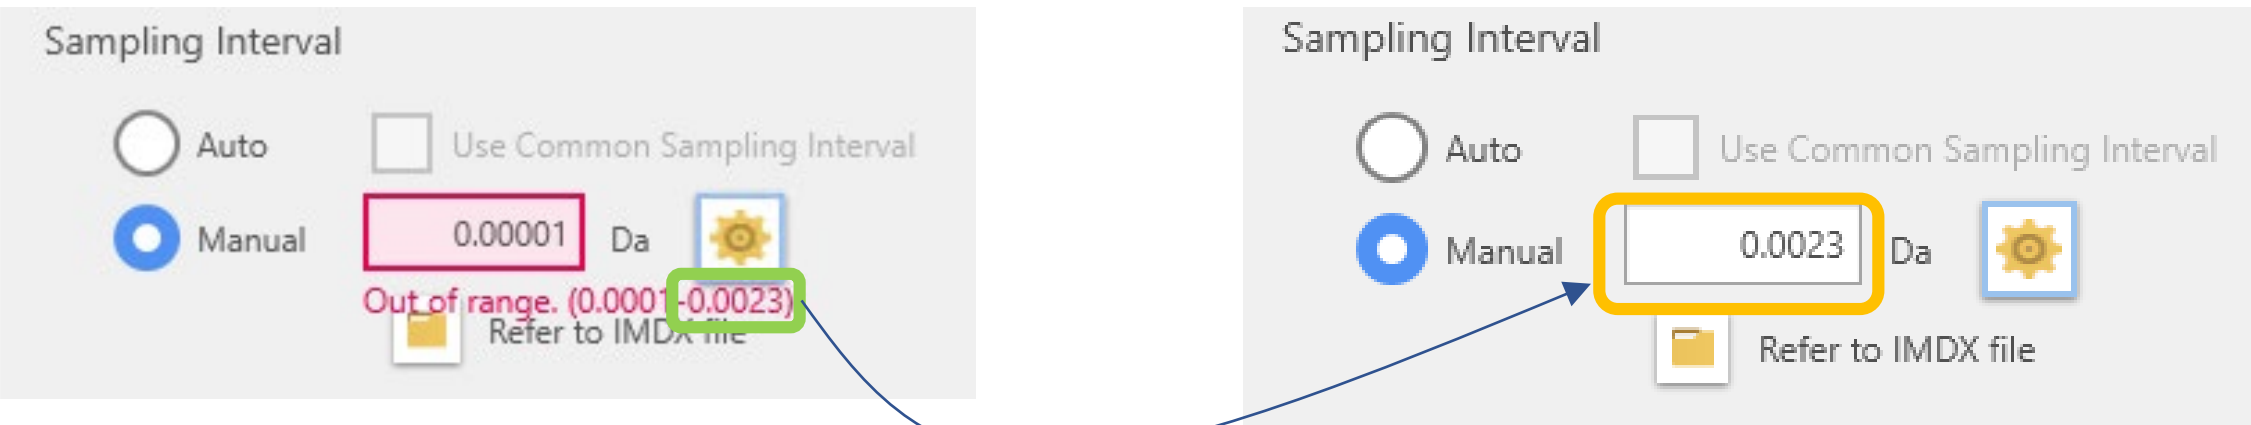 Sampling Interval
Auto
Use Common Sampling Interval
Manual
0.00001
Da
Out of range. (0.0001-0.0023)
Refer to IMDX file
Sampling Interval
Auto
Use Common Sampling Interval
Manual
0.0023
Da
Refer to IMDX file